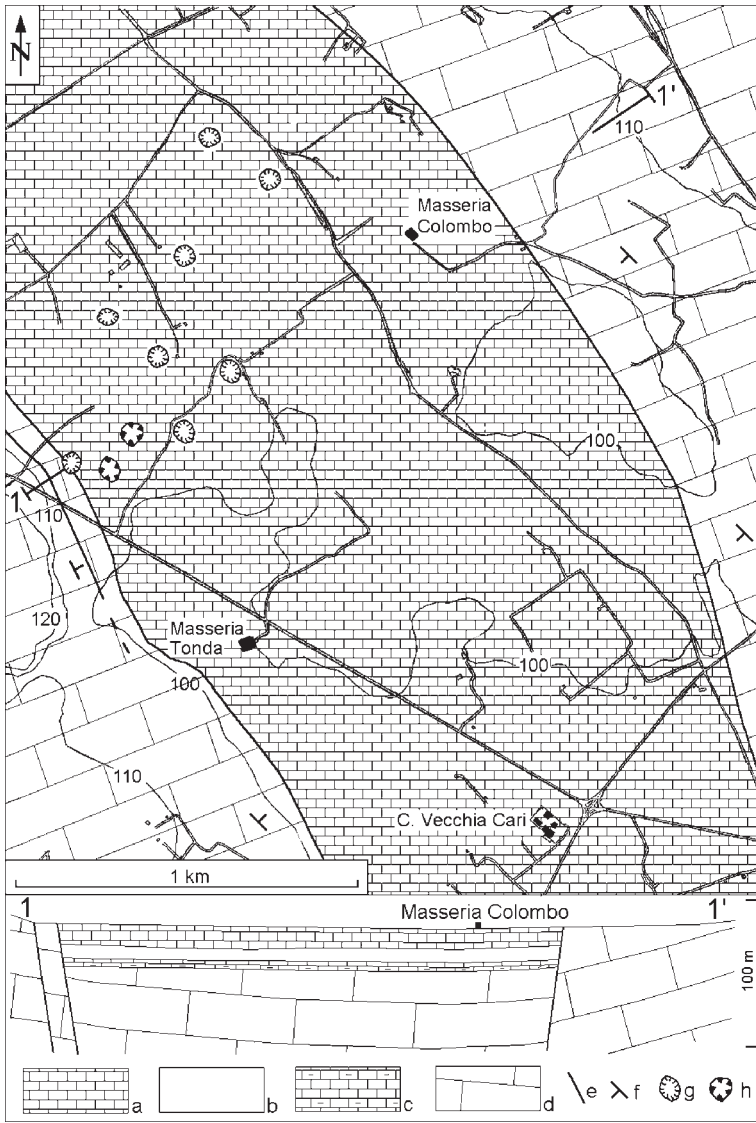 N
1'
110
Masseria
Colombo
100
1
110
120
Masseria
Tonda
100
100
110
C. Vecchia Cari
1 km
1
Masseria Colombo
1'
100 m
a
b
c
d
e
f
g
h